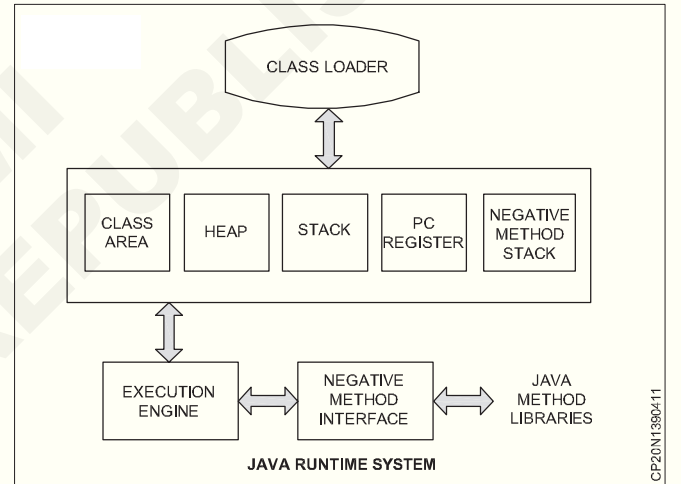 CLASS LOADER
CLASS
AREA
HEAP
STACK
PC
REGISTER
NEGATIVE
METHOD
STACK
EXECUTION
ENGINE
NEGATIVE
METHOD
INTERFACE
JAVA
METHOD
LIBRARIES
JAVA RUNTIME SYSTEM
CP20N1390411